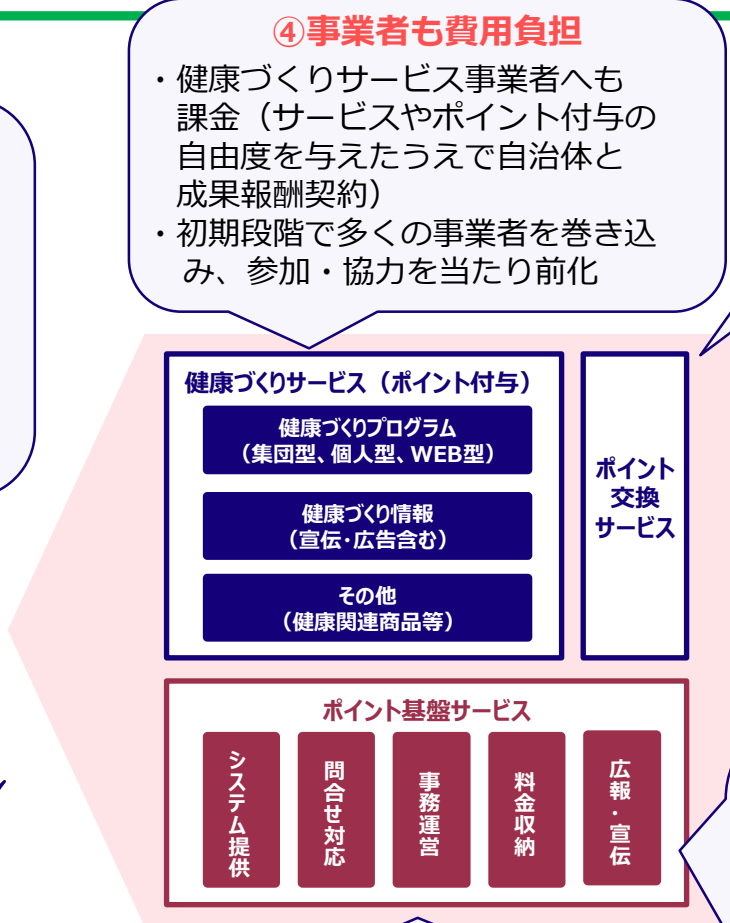 ④事業者も費用負担
・健康づくりサービス事業者へも
課金（サービスやポイント付与の
自由度を与えたうえで自治体と
成果報酬契約）
・初期段階で多くの事業者を巻き込
み、参加・協力を当たり前化
健康づくりサービス（ポイント付与）
健康づくりプログラム
（集団型、個人型、WEB型）
健康づくり情報
（宣伝・広告含む）
その他
（健康関連商品等）
ポイント
交換
サービス
ポイント基盤サービス
システム提供
問合せ対応
事務運営
料金収納
広報・宣伝